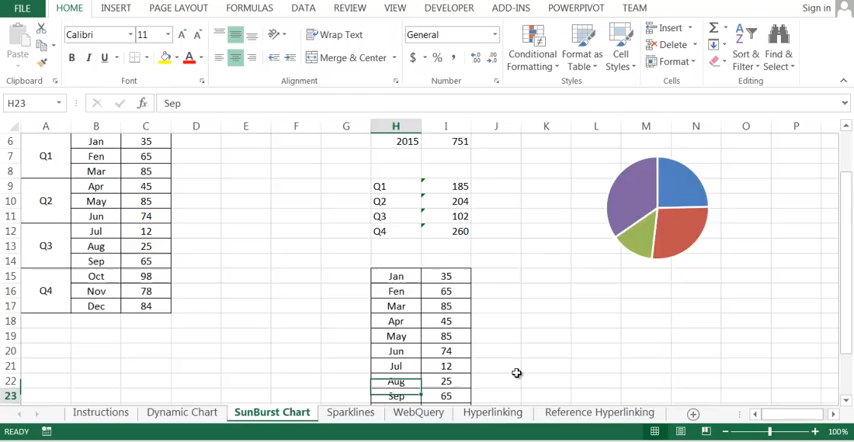 FILE HOME INSERT PAGE LAYOUT FORMULAS DATA REVIEW VIEW DEVELOPER ADD-INS POWERPIVOT TEAM Sign in
Calibri 11 A A Wrap Text General Insert
Paste Conditional Format as Cell Delete Sort & Find &
B I U A Merge & Center $ % , Formatting Table Styles Format Filter Select
Clipboard Font Alignment Number Styles Cells Editing
H23 fx Sep
A B C D E F G H I J K L M N O P
6 Jan 35 2015 751
7 Q1 Fen 65
8 Mar 85
9 Apr 45 Q1 185
10 Q2 May 85 Q2 204
11 Jun 74 Q3 102
12 Jul 12 Q4 260
13 Q3 Aug 25
14 Sep 65
15 Oct 98 Jan 35
16 Q4 Nov 78 Fen 65
17 Dec 84 Mar 85
18 Apr 45
19 May 85
20 Jun 74
21 Jul 12
22 Aug 25
23 Sep 65
Instructions Dynamic Chart SunBurst Chart Sparklines WebQuery Hyperlinking Reference Hyperlinking
READY 100%